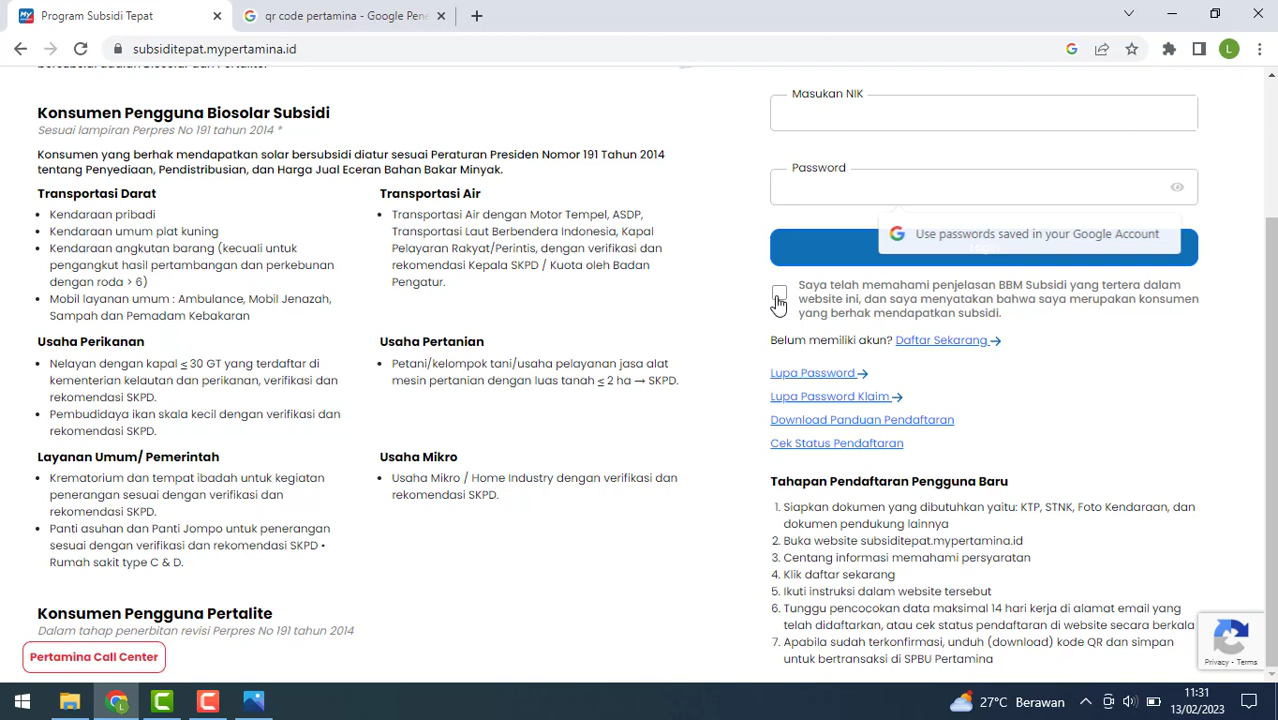 Program Subsidi Tepat
qr code pertamina - Google Pene
subsiditepat.mypertamina.id
L
Konsumen Pengguna Biosolar Subsidi
Sesuai lampiran Perpres No 191 tahun 2014 *
Konsumen yang berhak mendapatkan solar bersubsidi diatur sesuai Peraturan Presiden Nomor 191 Tahun 2014
tentang Penyediaan, Pendistribusian, dan Harga Jual Eceran Bahan Bakar Minyak.
Transportasi Darat
• Kendaraan pribadi
• Kendaraan umum plat kuning
• Kendaraan angkutan barang (kecuali untuk
pengangkut hasil pertambangan dan perkebunan
dengan roda > 6)
• Mobil layanan umum : Ambulance, Mobil Jenazah,
Sampah dan Pemadam Kebakaran
Transportasi Air
• Transportasi Air dengan Motor Tempel, ASDP,
Transportasi Laut Berbendera Indonesia, Kapal
Pelayaran Rakyat/Perintis, dengan verifikasi dan
rekomendasi Kepala SKPD / Kuota oleh Badan
Pengatur.
Usaha Perikanan
• Nelayan dengan kapal ≤ 30 GT yang terdaftar di
kementerian kelautan dan perikanan, verifikasi dan
rekomendasi SKPD.
• Pembudidaya ikan skala kecil dengan verifikasi dan
rekomendasi SKPD.
Usaha Pertanian
• Petani/kelompok tani/usaha pelayanan jasa alat
mesin pertanian dengan luas tanah ≤ 2 ha → SKPD.
Layanan Umum/ Pemerintah
• Krematorium dan tempat ibadah untuk kegiatan
penerangan sesuai dengan verifikasi dan
rekomendasi SKPD.
• Panti asuhan dan Panti Jompo untuk penerangan
sesuai dengan verifikasi dan rekomendasi SKPD •
Rumah sakit type C & D.
Usaha Mikro
• Usaha Mikro / Home Industry dengan verifikasi dan
rekomendasi SKPD.
Konsumen Pengguna Pertalite
Dalam tahap penerbitan revisi Perpres No 191 tahun 2014
Pertamina Call Center
Masukan NIK
Password
Use passwords saved in your Google Account
Saya telah memahami penjelasan BBM Subsidi yang tertera dalam
website ini, dan saya menyatakan bahwa saya merupakan konsumen
yang berhak mendapatkan subsidi.
Belum memiliki akun? Daftar Sekarang →
Lupa Password →
Lupa Password Klaim →
Download Panduan Pendaftaran
Cek Status Pendaftaran
Tahapan Pendaftaran Pengguna Baru
1. Siapkan dokumen yang dibutuhkan yaitu: KTP, STNK, Foto Kendaraan, dan
dokumen pendukung lainnya
2. Buka website subsiditepat.mypertamina.id
3. Centang informasi memahami persyaratan
4. Klik daftar sekarang
5. Ikuti instruksi dalam website tersebut
6. Tunggu pencocokan data maksimal 14 hari kerja di alamat email yang
telah didaftarkan, atau cek status pendaftaran di website secara berkala
7. Apabila sudah terkonfirmasi, unduh (download) kode QR dan simpan
untuk bertransaksi di SPBU Pertamina
Privacy - Terms
27°C Berawan
11:31
13/02/2023